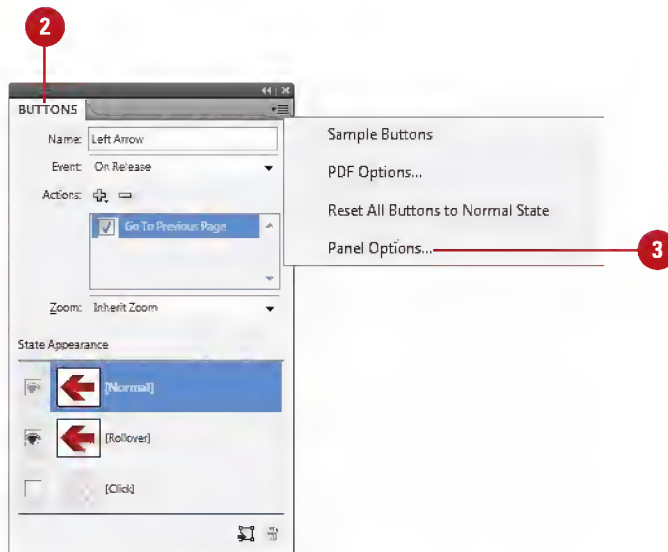 2
BUTTONS
Name: Left Arrow
Event: On Release
Actions:
Go To Previous Page
Zoom: Inherit Zoom
State Appearance
[Normal]
[Rollover]
[Click]
Sample Buttons
PDF Options...
Reset All Buttons to Normal State
Panel Options...
3